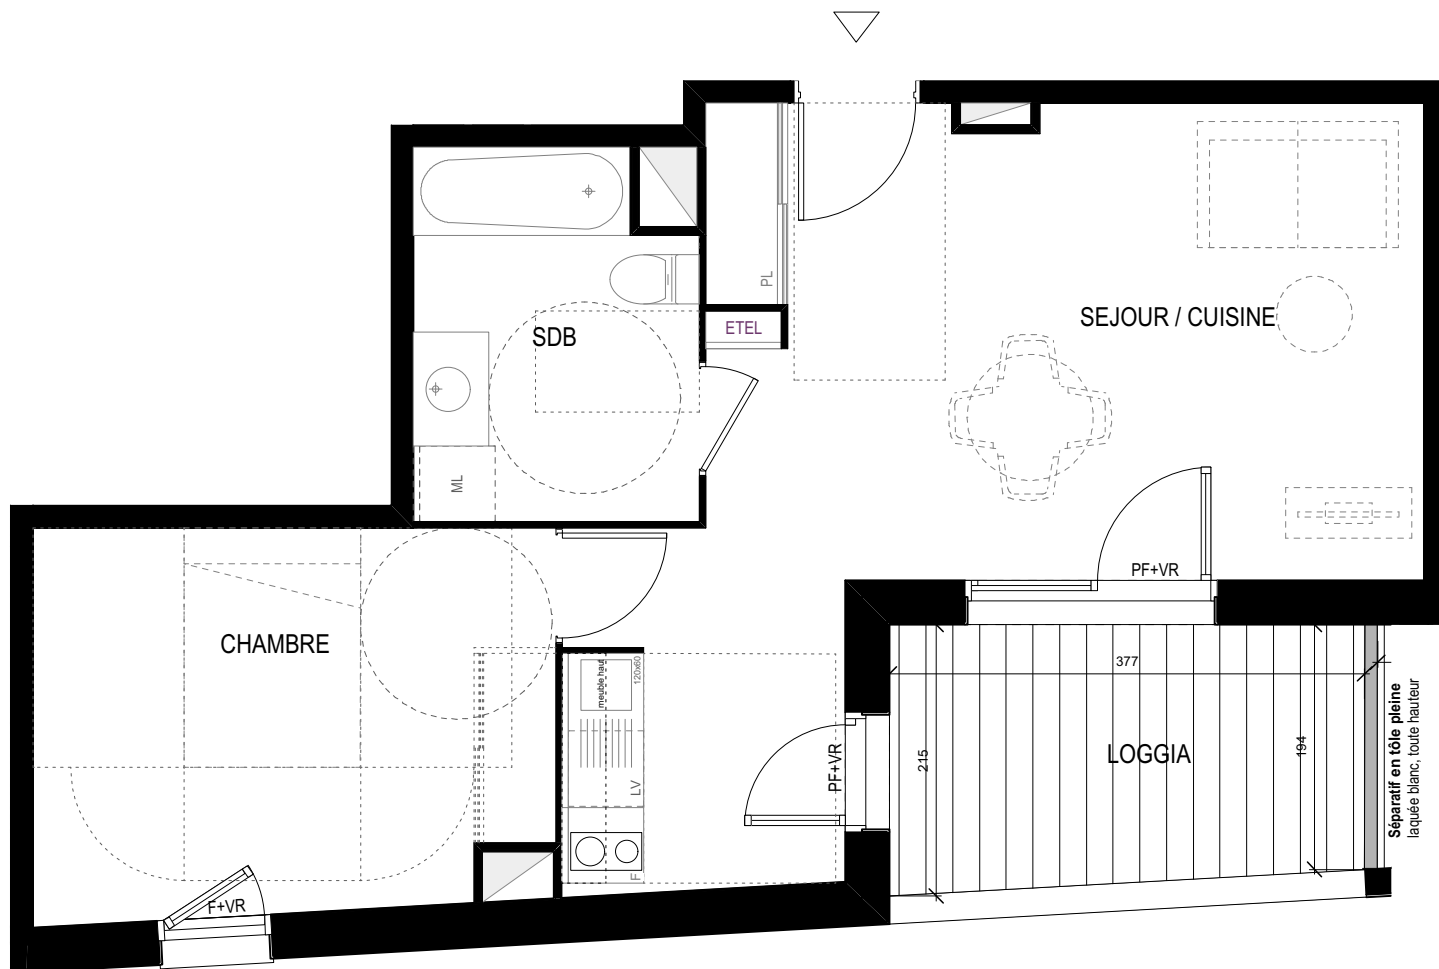 PL
ETEL
SDB
SEJOUR / CUISINE
ML
PF+VR
CHAMBRE
meuble haut
120x60
377
LOGGIA
215
194
PF+VR
LV
F
F+VR
Séparatif en tôle pleine
laquée blanc, toute hauteur